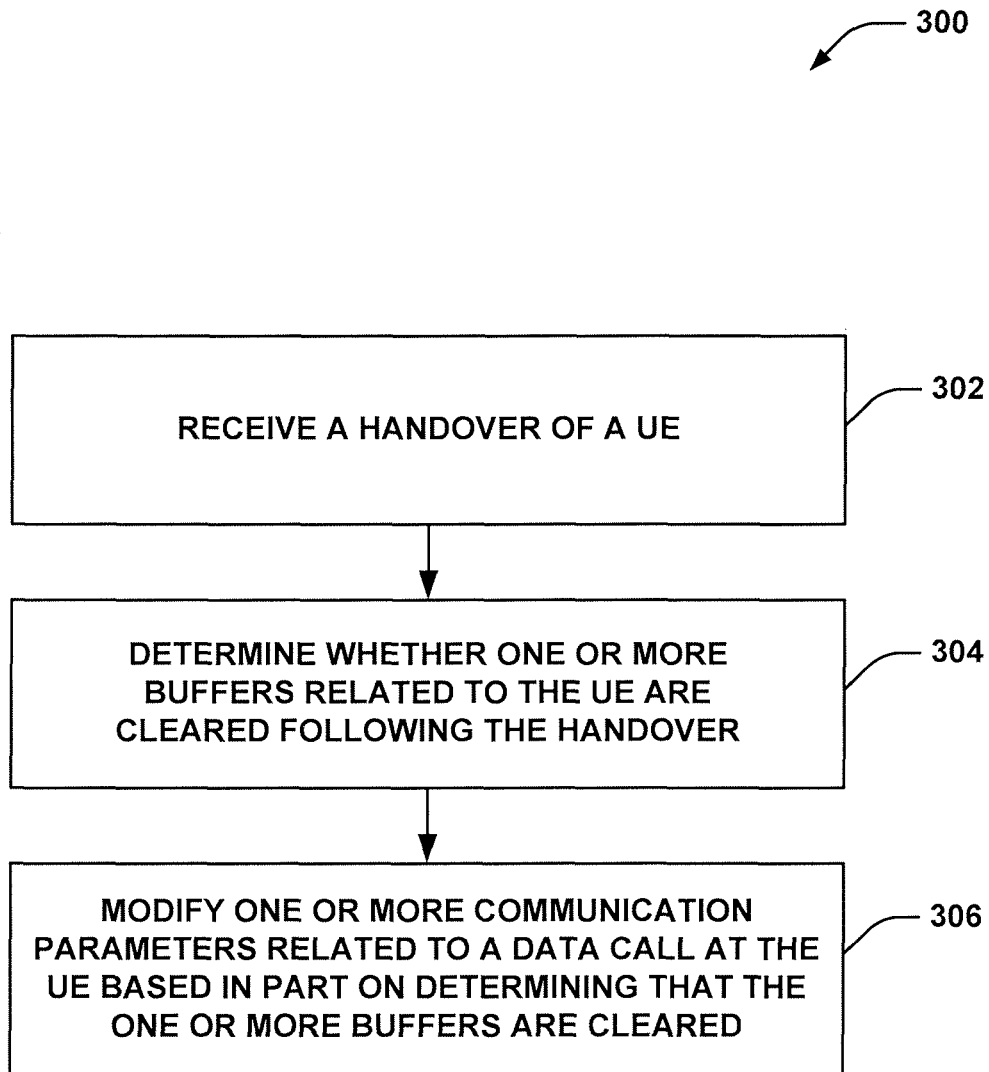 300
RECEIVE A HANDOVER OF A UE
302
DETERMINE WHETHER ONE OR MORE
BUFFERS RELATED TO THE UE ARE
CLEARED FOLLOWING THE HANDOVER
304
MODIFY ONE OR MORE COMMUNICATION
PARAMETERS RELATED TO A DATA CALL AT THE
UE BASED IN PART ON DETERMINING THAT THE
ONE OR MORE BUFFERS ARE CLEARED
306